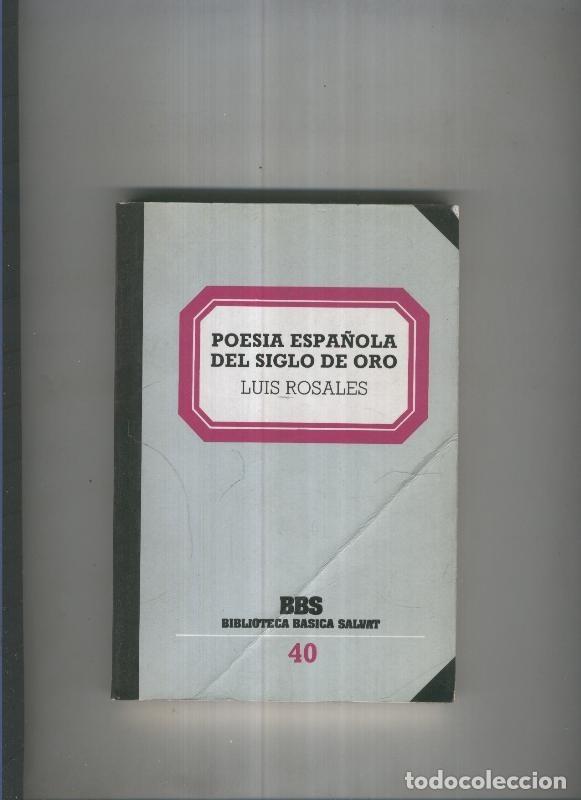 POESIA ESPAÑOLA
DEL SIGLO DE ORO
LUIS ROSALES
BBS
BIBLIOTECA BASICA SALVAT
40
todocoleccion